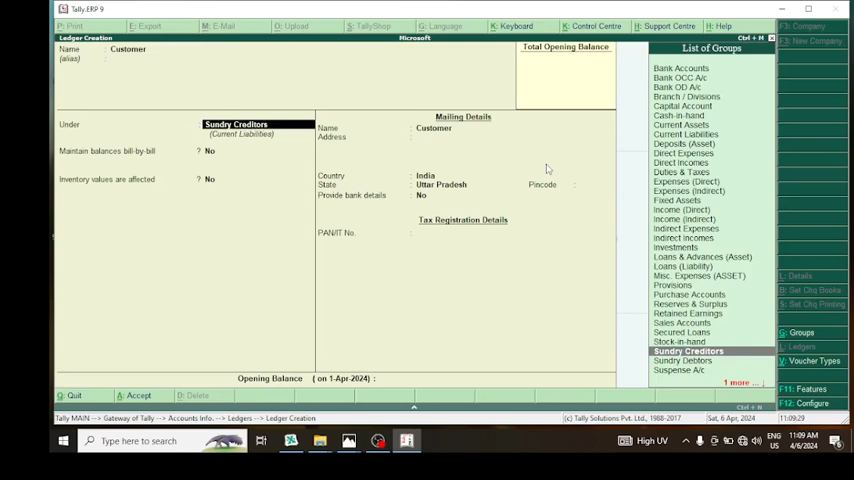 Tally.ERP 9
P: Print E: Export M: E-Mail O: Upload S: TallyShop G: Language K: Keyboard K: Control Centre H: Support Centre H: Help F3: Company
Ledger Creation Microsoft Ctrl + M F3: New Company
Name : Customer
(alias) :
Total Opening Balance
List of Groups
Bank Accounts
Bank OCC A/c
Bank OD A/c
Branch / Divisions
Capital Account
Cash-in-hand
Current Assets
Current Liabilities
Deposits (Asset)
Direct Expenses
Direct Incomes
Duties & Taxes
Expenses (Direct)
Expenses (Indirect)
Fixed Assets
Income (Direct)
Income (Indirect)
Indirect Expenses
Indirect Incomes
Investments
Loans & Advances (Asset)
Loans (Liability)
Misc. Expenses (ASSET)
Provisions
Purchase Accounts
Reserves & Surplus
Retained Earnings
Sales Accounts
Secured Loans
Stock-in-hand
Sundry Creditors
Sundry Debtors
Suspense A/c
1 more ... ↓
Under : Sundry Creditors
(Current Liabilities)
Maintain balances bill-by-bill ? No
Inventory values are affected ? No
Mailing Details
Name : Customer
Address :
Country : India
State : Uttar Pradesh Pincode :
Provide bank details : No
Tax Registration Details
PAN/IT No. :
L: Details
B: Set Chq Books
S: Set Chq Printing
G: Groups
L: Ledgers
V: Voucher Types
F11: Features
F12: Configure
Opening Balance ( on 1-Apr-2024) :
Q: Quit A: Accept D: Delete
Ctrl + N
Tally MAIN --> Gateway of Tally --> Accounts Info. --> Ledgers --> Ledger Creation (c) Tally Solutions Pvt. Ltd., 1988-2017 Sat, 6 Apr, 2024 11:09:29
Type here to search High UV ENG US 11:09 AM 4/6/2024